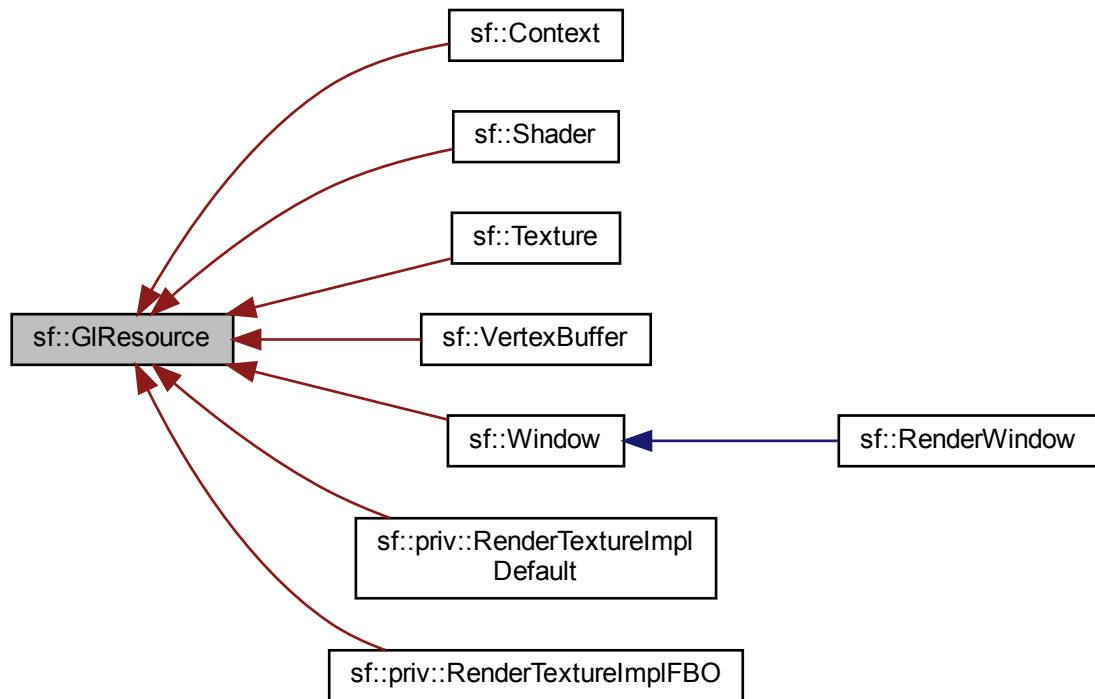 sf::Context
sf::Shader
sf::Texture
sf::GlResource
sf::VertexBuffer
sf::Window
sf::RenderWindow
sf::priv::RenderTextureImpl
Default
sf::priv::RenderTextureImplFBO